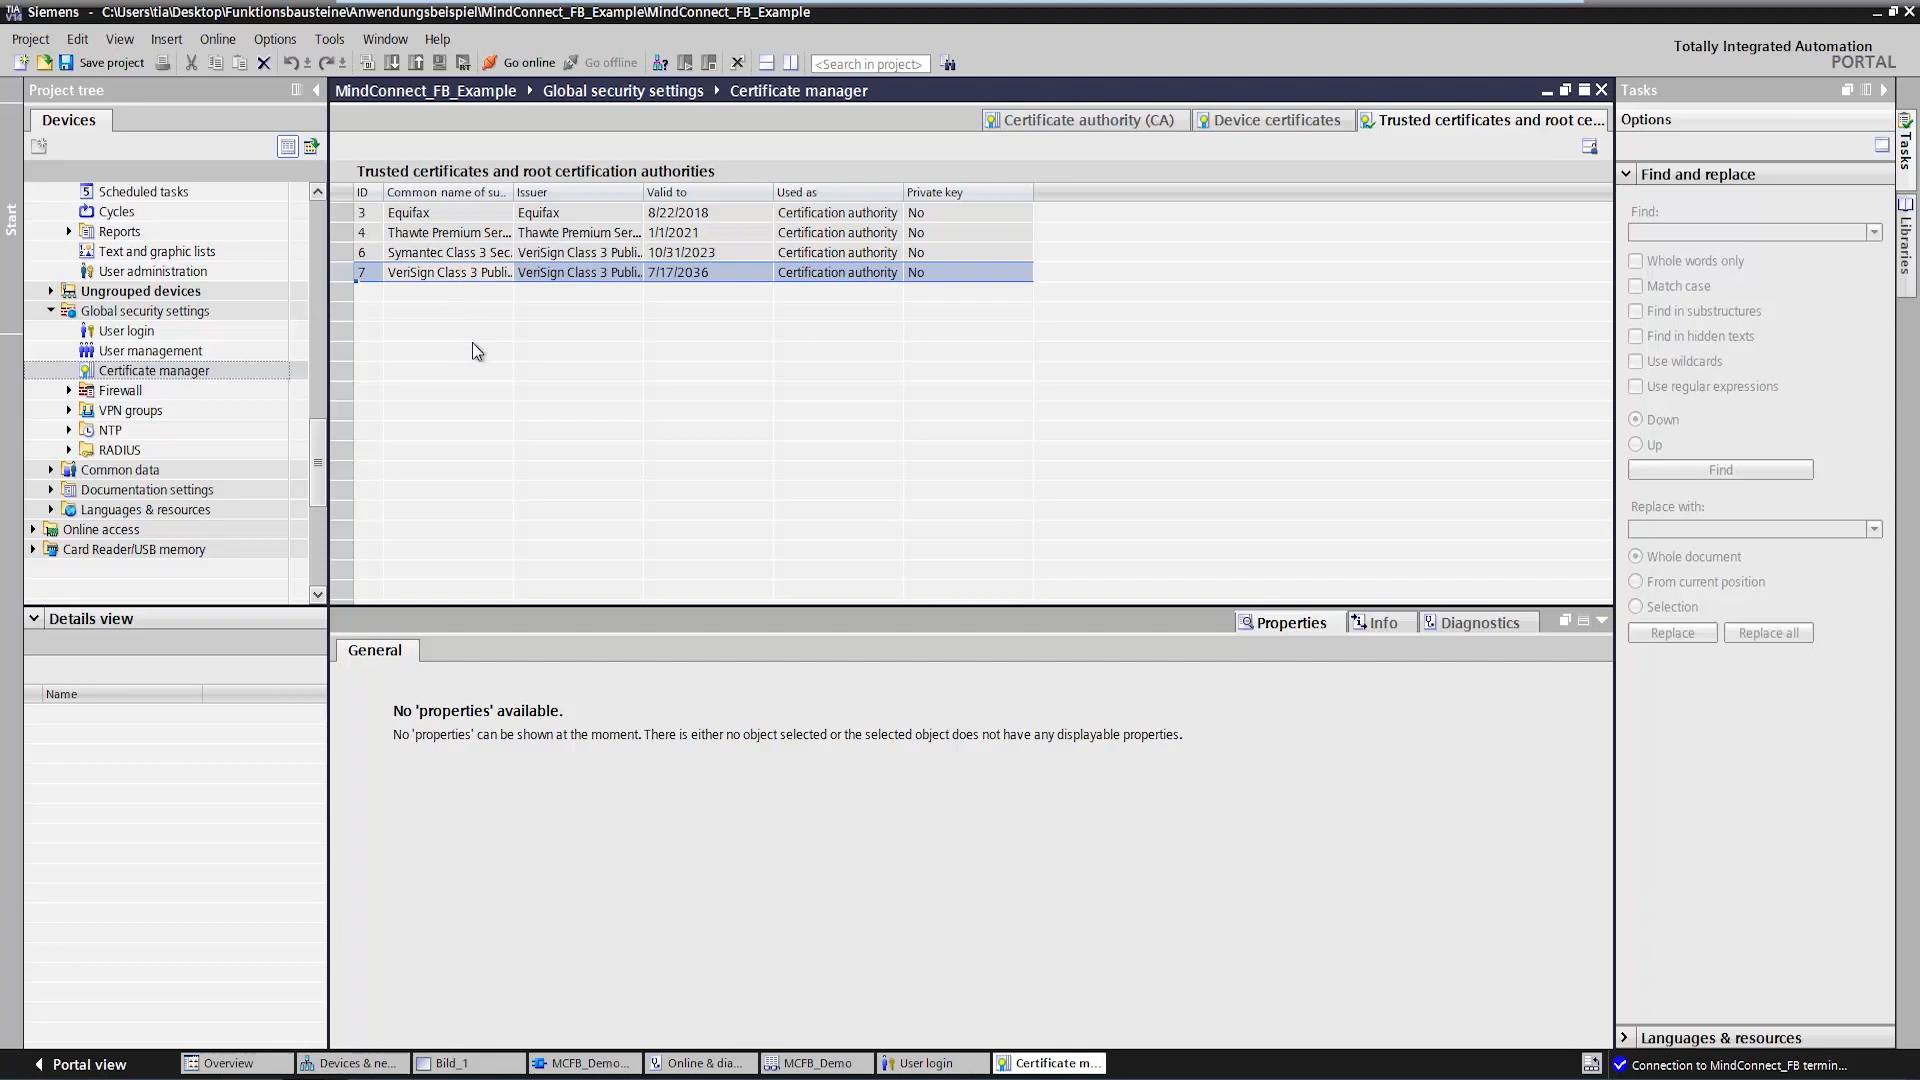 TIA V14
Siemens - C:\Users\tia\Desktop\Funktionsbausteine\Anwendungsbeispiel\MindConnect_FB_Example\MindConnect_FB_Example
Project Edit View Insert Online Options Tools Window Help
Totally Integrated Automation
PORTAL
Save project Go online Go offline <Search in project>
Project tree
MindConnect_FB_Example Global security settings Certificate manager
Tasks
Devices
Certificate authority (CA) Device certificates Trusted certificates and root ce...
Options
Start
Scheduled tasks
Cycles
Reports
Text and graphic lists
User administration
Ungrouped devices
Global security settings
User login
User management
Certificate manager
Firewall
VPN groups
NTP
RADIUS
Common data
Documentation settings
Languages & resources
Online access
Card Reader/USB memory
Details view
Name
Trusted certificates and root certification authorities
ID Common name of su.. Issuer Valid to Used as Private key
3 Equifax Equifax 8/22/2018 Certification authority No
4 Thawte Premium Ser... Thawte Premium Ser... 1/1/2021 Certification authority No
6 Symantec Class 3 Sec. VeriSign Class 3 Publi.. 10/31/2023 Certification authority No
7 VeriSign Class 3 Publi.. VeriSign Class 3 Publi.. 7/17/2036 Certification authority No
Properties Info Diagnostics
General
No 'properties' available.
No 'properties' can be shown at the moment. There is either no object selected or the selected object does not have any displayable properties.
Find and replace
Find:
Whole words only
Match case
Find in substructures
Find in hidden texts
Use wildcards
Use regular expressions
Down
Up
Find
Replace with:
Whole document
From current position
Selection
Replace Replace all
Languages & resources
Tasks
Libraries
Portal view Overview Devices & ne... Bild_1 MCFB_Demo... Online & dia... MCFB_Demo User login Certificate m... Connection to MindConnect_FB termin...